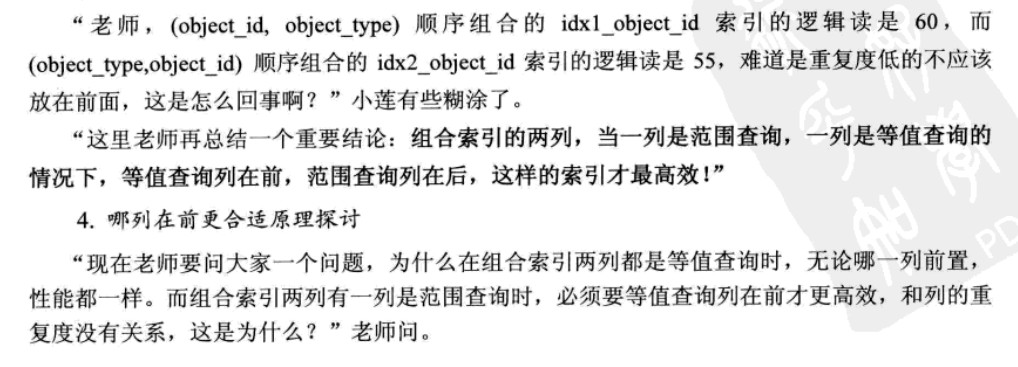 “老师，(object_id, object_type) 顺序组合的 idx1_object_id 索引的逻辑读是 60，而
(object_type,object_id) 顺序组合的 idx2_object_id 索引的逻辑读是 55，难道是重复度低的不应该
放在前面，这是怎么回事啊？”小莲有些糊涂了。
“这里老师再总结一个重要结论：组合索引的两列，当一列是范围查询，一列是等值查询的
情况下，等值查询列在前，范围查询列在后，这样的索引才最高效！”
4. 哪列在前更合适原理探讨
“现在老师要问大家一个问题，为什么在组合索引两列都是等值查询时，无论哪一列前置，
性能都一样。而组合索引两列有一列是范围查询时，必须要等值查询列在前才更高效，和列的重
复度没有关系，这是为什么？”老师问。
PD